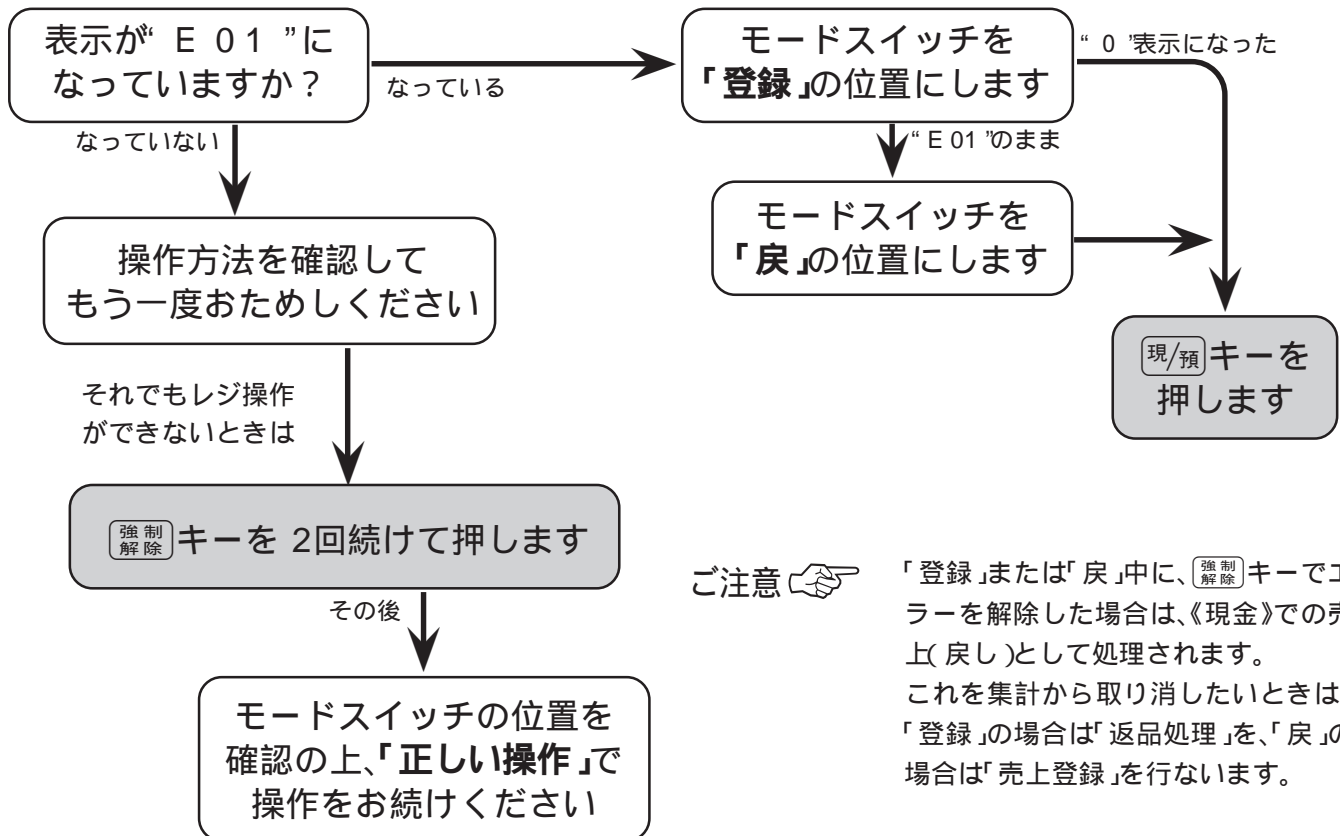 表示が“ E 0 1 ”に
なっていますか？
なっている
モードスイッチを
「登録」の位置にします
“ 0 ”表示になった
なっていない
“ E 01 ”のまま
モードスイッチを
「戻」の位置にします
操作方法を確認して
もう一度おためしください
現/預 キーを
押します
それでもレジ操作
ができないときは
強制解除 キーを 2回続けて押します
その後
モードスイッチの位置を
確認の上、「正しい操作」で
操作をお続けください
ご注意
「登録」または「戻」中に、強制解除 キーでエ
ラーを解除した場合は、《現金》での売
上( 戻し )として処理されます。
これを集計から取り消したいときは
「登録」の場合は「返品処理」を、「戻」の
場合は「売上登録」を行ないます。